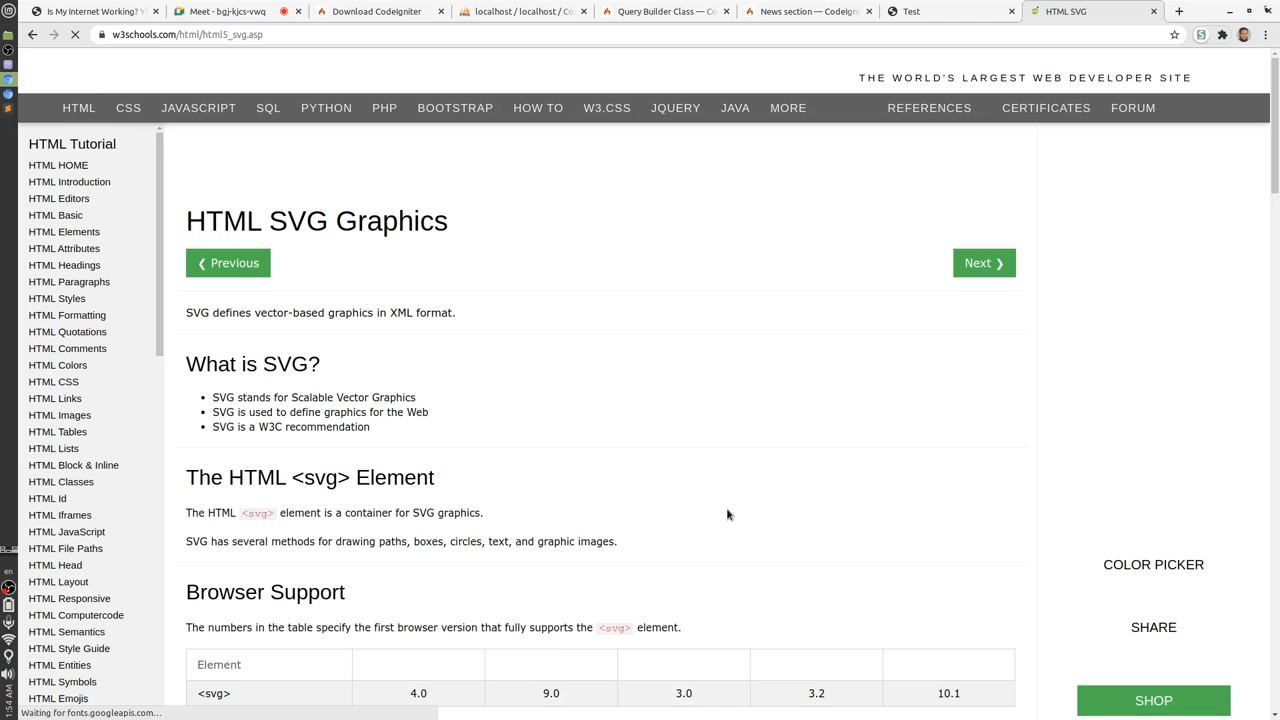 Is My Internet Working? Y
Meet - bgj-kjcs-vwq
Download CodeIgniter
localhost / localhost / C
Query Builder Class — Co
News section — CodeIgni
Test
HTML SVG
w3schools.com/html/html5_svg.asp
THE WORLD'S LARGEST WEB DEVELOPER SITE
HTML CSS JAVASCRIPT SQL PYTHON PHP BOOTSTRAP HOW TO W3.CSS JQUERY JAVA MORE REFERENCES CERTIFICATES FORUM
HTML Tutorial
HTML HOME
HTML Introduction
HTML Editors
HTML Basic
HTML Elements
HTML Attributes
HTML Headings
HTML Paragraphs
HTML Styles
HTML Formatting
HTML Quotations
HTML Comments
HTML Colors
HTML CSS
HTML Links
HTML Images
HTML Tables
HTML Lists
HTML Block & Inline
HTML Classes
HTML Id
HTML Iframes
HTML JavaScript
HTML File Paths
HTML Head
HTML Layout
HTML Responsive
HTML Computercode
HTML Semantics
HTML Style Guide
HTML Entities
HTML Symbols
HTML Emojis
HTML SVG Graphics
❮ Previous
Next ❯
SVG defines vector-based graphics in XML format.
What is SVG?
• SVG stands for Scalable Vector Graphics
• SVG is used to define graphics for the Web
• SVG is a W3C recommendation
The HTML <svg> Element
The HTML <svg> element is a container for SVG graphics.
SVG has several methods for drawing paths, boxes, circles, text, and graphic images.
Browser Support
The numbers in the table specify the first browser version that fully supports the <svg> element.
Element
<svg> 4.0 9.0 3.0 3.2 10.1
COLOR PICKER
SHARE
SHOP
en
1:54 AM
Waiting for fonts.googleapis.com…